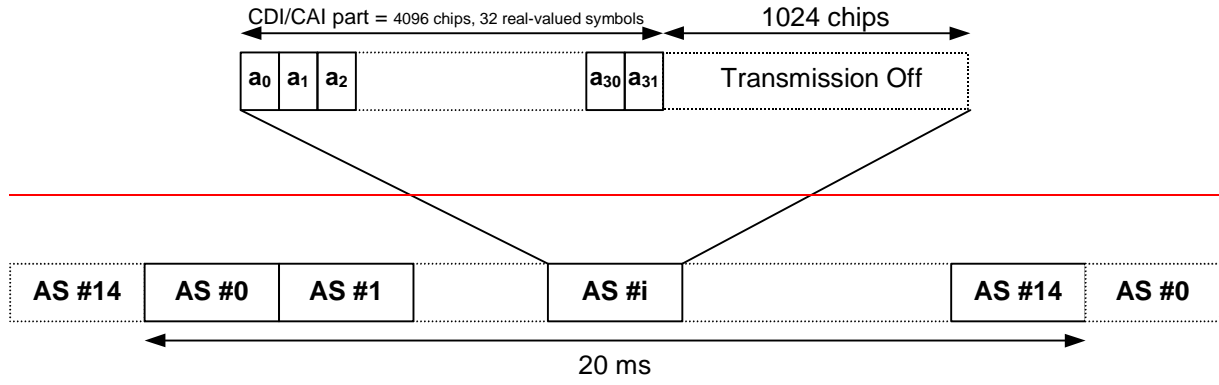 CDI/CAI part = 4096 chips, 32 real-valued symbols 1024 chips
a0 a1 a2 a30 a31 Transmission Off
AS #14 AS #0 AS #1 AS #i AS #14 AS #0
20 ms